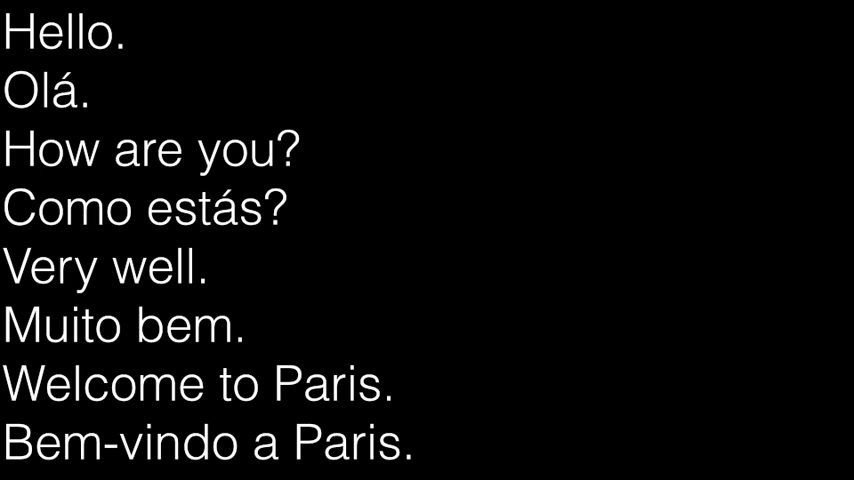 Hello.
Olá.
How are you?
Como estás?
Very well.
Muito bem.
Welcome to Paris.
Bem-vindo a Paris.